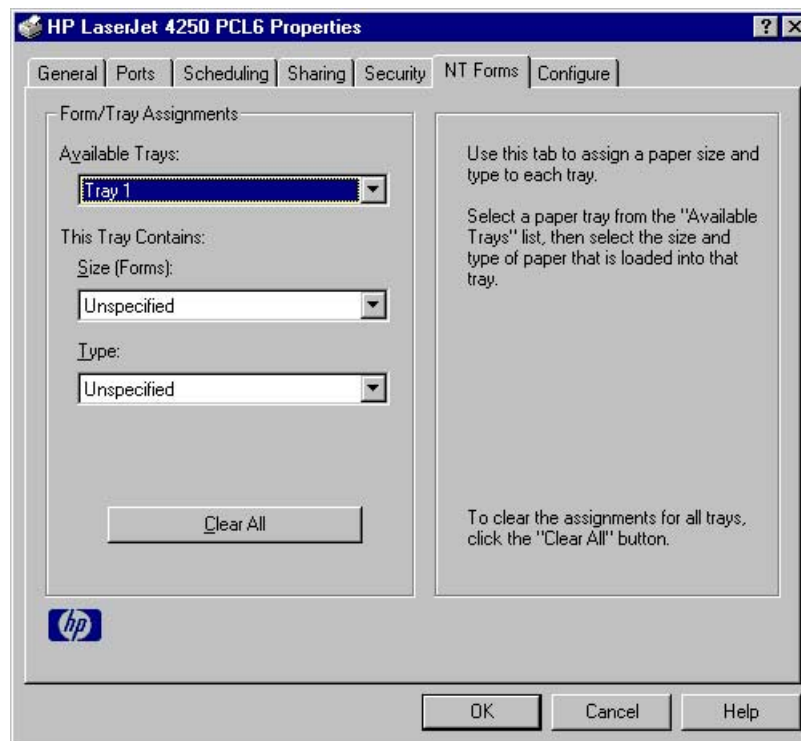 HP LaserJet 4250 PCL6 Properties
General Ports Scheduling Sharing Security NT Forms Configure
Form/Tray Assignments
Available Trays:
Tray 1
This Tray Contains:
Size (Forms):
Unspecified
Type:
Unspecified
Clear All
Use this tab to assign a paper size and
type to each tray.
Select a paper tray from the "Available
Trays" list, then select the size and
type of paper that is loaded into that
tray.
To clear the assignments for all trays,
click the "Clear All" button.
hp
OK Cancel Help